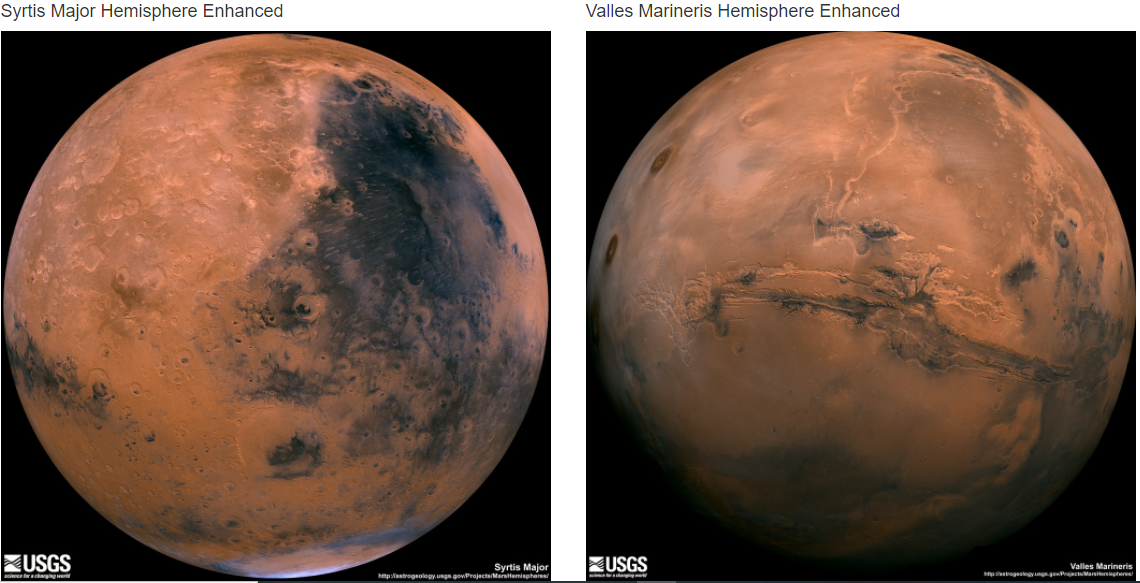 Syrtis Major Hemisphere Enhanced
Valles Marineris Hemisphere Enhanced
USGS
science for a changing world
Syrtis Major
http://astrogeology.usgs.gov/Projects/MarsHemispheres/
USGS
science for a changing world
Valles Marineris
http://astrogeology.usgs.gov/Projects/MarsHemispheres/